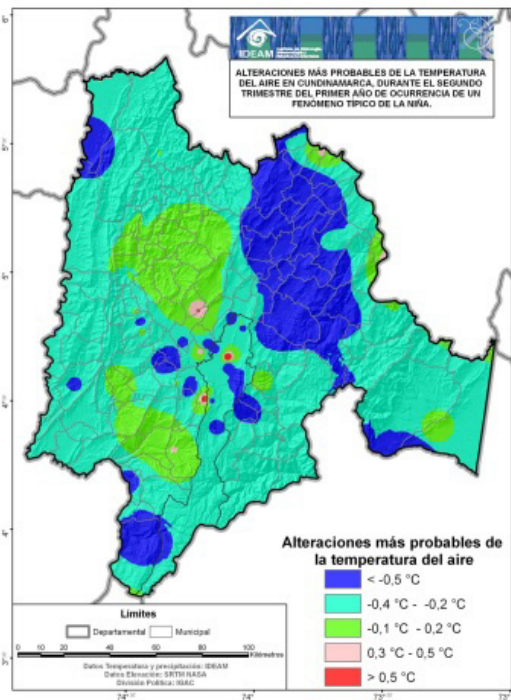 IDEAM
ALTERACIONES MÁS PROBABLES DE LA TEMPERATURA
DEL AIRE EN CUNDINAMARCA, DURANTE EL SEGUNDO
TRIMESTRE DEL PRIMER AÑO DE OCURRENCIA DE UN
FENÓMENO TÍPICO DE LA NIÑA.
Alteraciones más probables de
la temperatura del aire
< -0,5 °C
-0,4 °C - -0,2 °C
-0,1 °C - 0,2 °C
0,3 °C - 0,5 °C
> 0,5 °C
Limites
Departamental Municipal
0 10 20 40 60 80 100
Kilómetros
Datos Temperatura y precipitación: IDEAM
Datos Elevación: SRTM NASA
División Política: IGAC